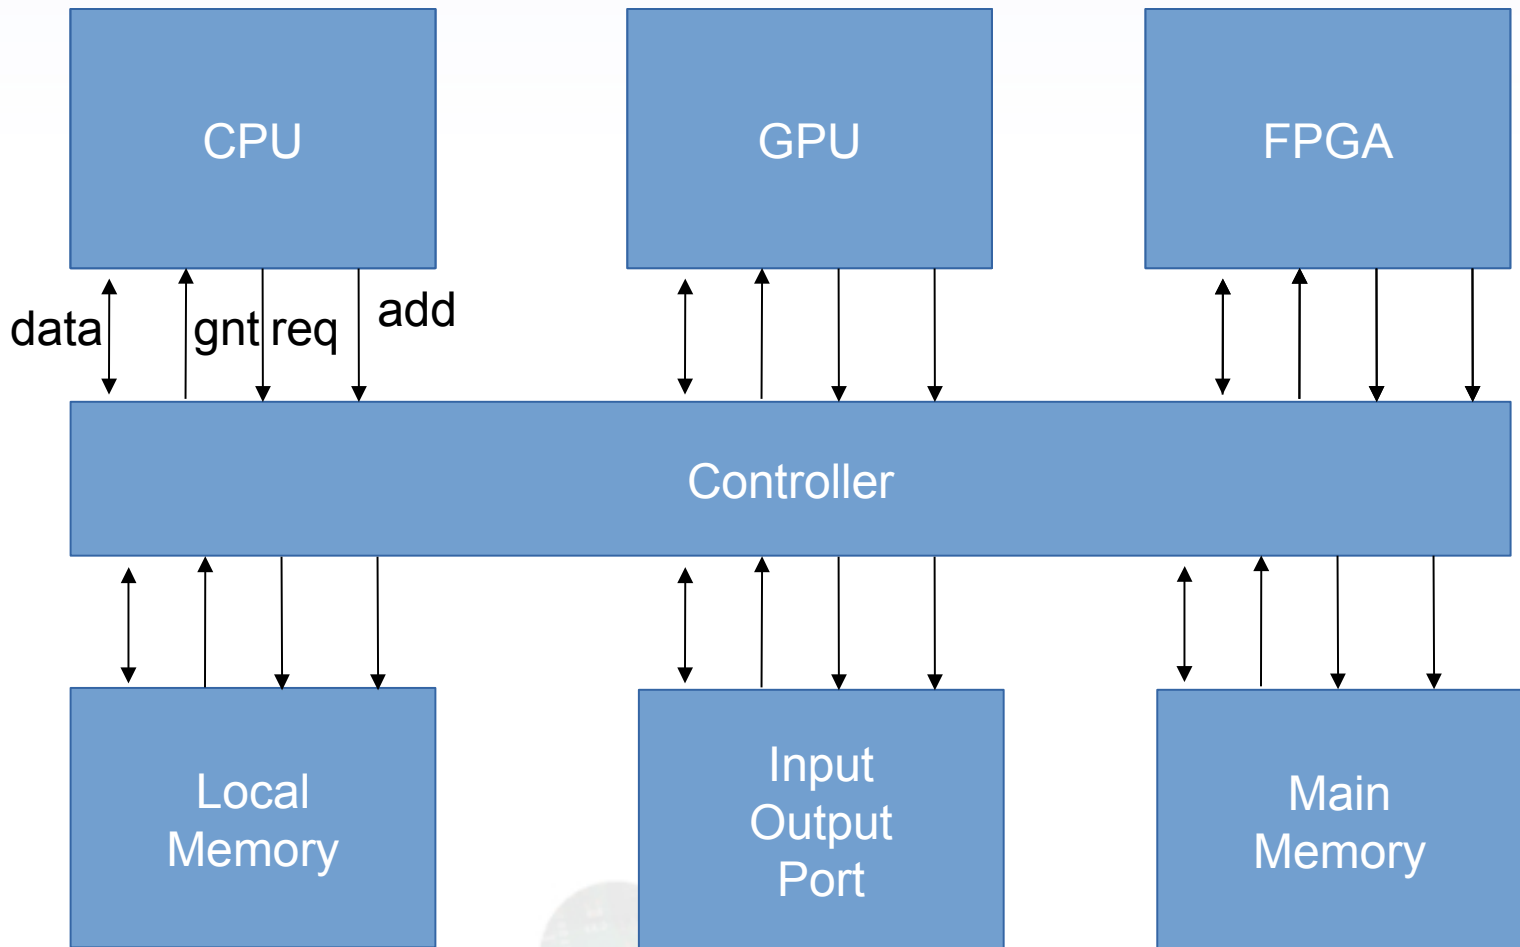 CPU
GPU
FPGA
data
gnt
req
add
Controller
Local
Memory
Input
Output
Port
Main
Memory